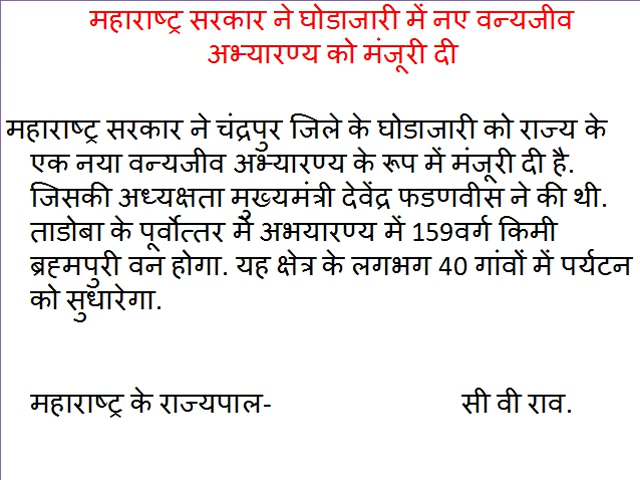 महाराष्ट्र सरकार ने घोडाजारी में नए वन्यजीव
अभ्यारण्य को मंजूरी दी
महाराष्ट्र सरकार ने चंद्रपुर जिले के घोडाजारी को राज्य के
एक नया वन्यजीव अभ्यारण्य के रूप में मंजूरी दी है.
जिसकी अध्यक्षता मुख्यमंत्री देवेंद्र फडणवीस ने की थी.
ताडोबा के पूर्वोत्तर में अभयारण्य में 159वर्ग किमी
ब्रह्मपुरी वन होगा. यह क्षेत्र के लगभग 40 गांवों में पर्यटन
को सुधारेगा.
महाराष्ट्र के राज्यपाल- सी वी राव.